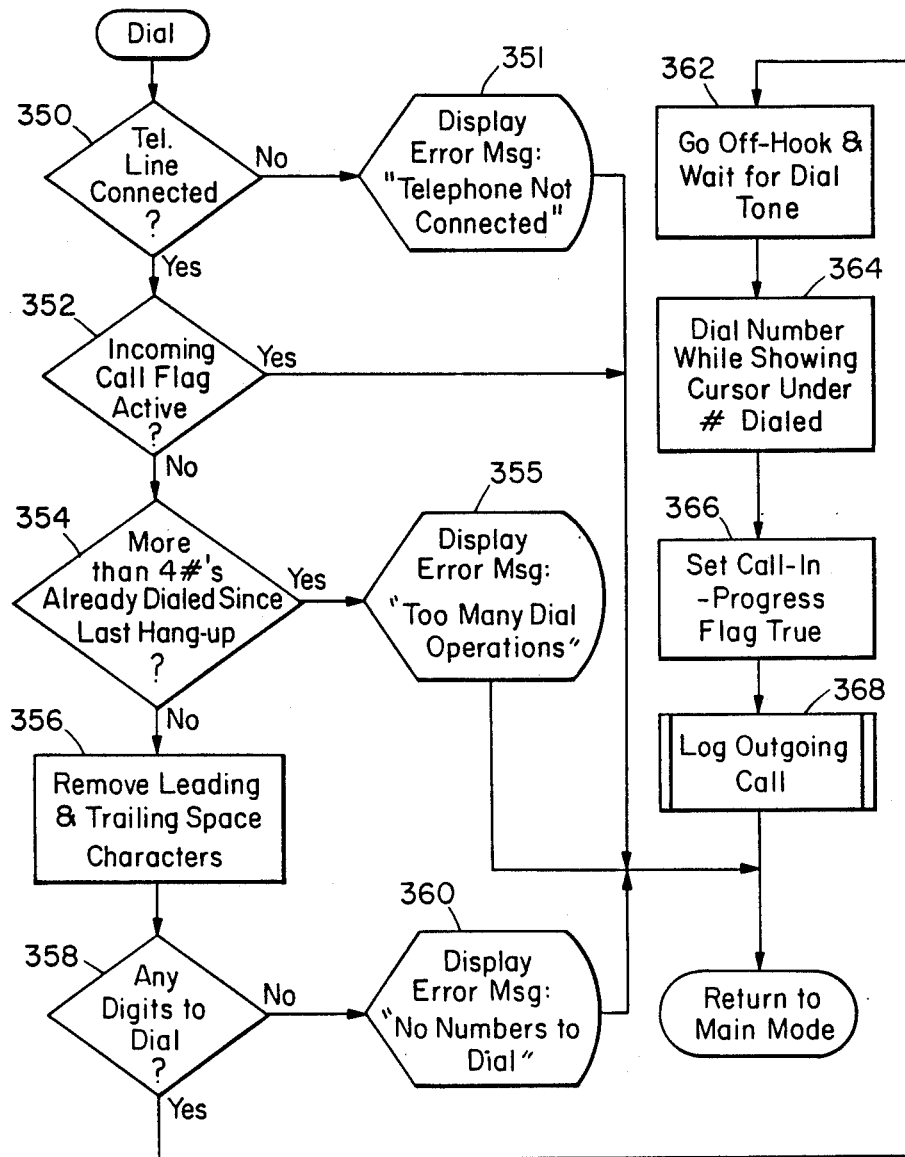 Dial
350
Tel.
Line
Connected
?
No
Yes
351
Display
Error Msg:
"Telephone Not
Connected"
352
Incoming
Call Flag
Active
?
Yes
No
354
More
than 4#'s
Already Dialed Since
Last Hang-up
?
Yes
No
355
Display
Error Msg:
"Too Many Dial
Operations"
356
Remove Leading
& Trailing Space
Characters
358
Any
Digits to
Dial
?
No
Yes
360
Display
Error Msg:
"No Numbers to
Dial"
362
Go Off-Hook &
Wait for Dial
Tone
364
Dial Number
While Showing
Cursor Under
# Dialed
366
Set Call-In
-Progress
Flag True
368
Log Outgoing
Call
Return to
Main Mode